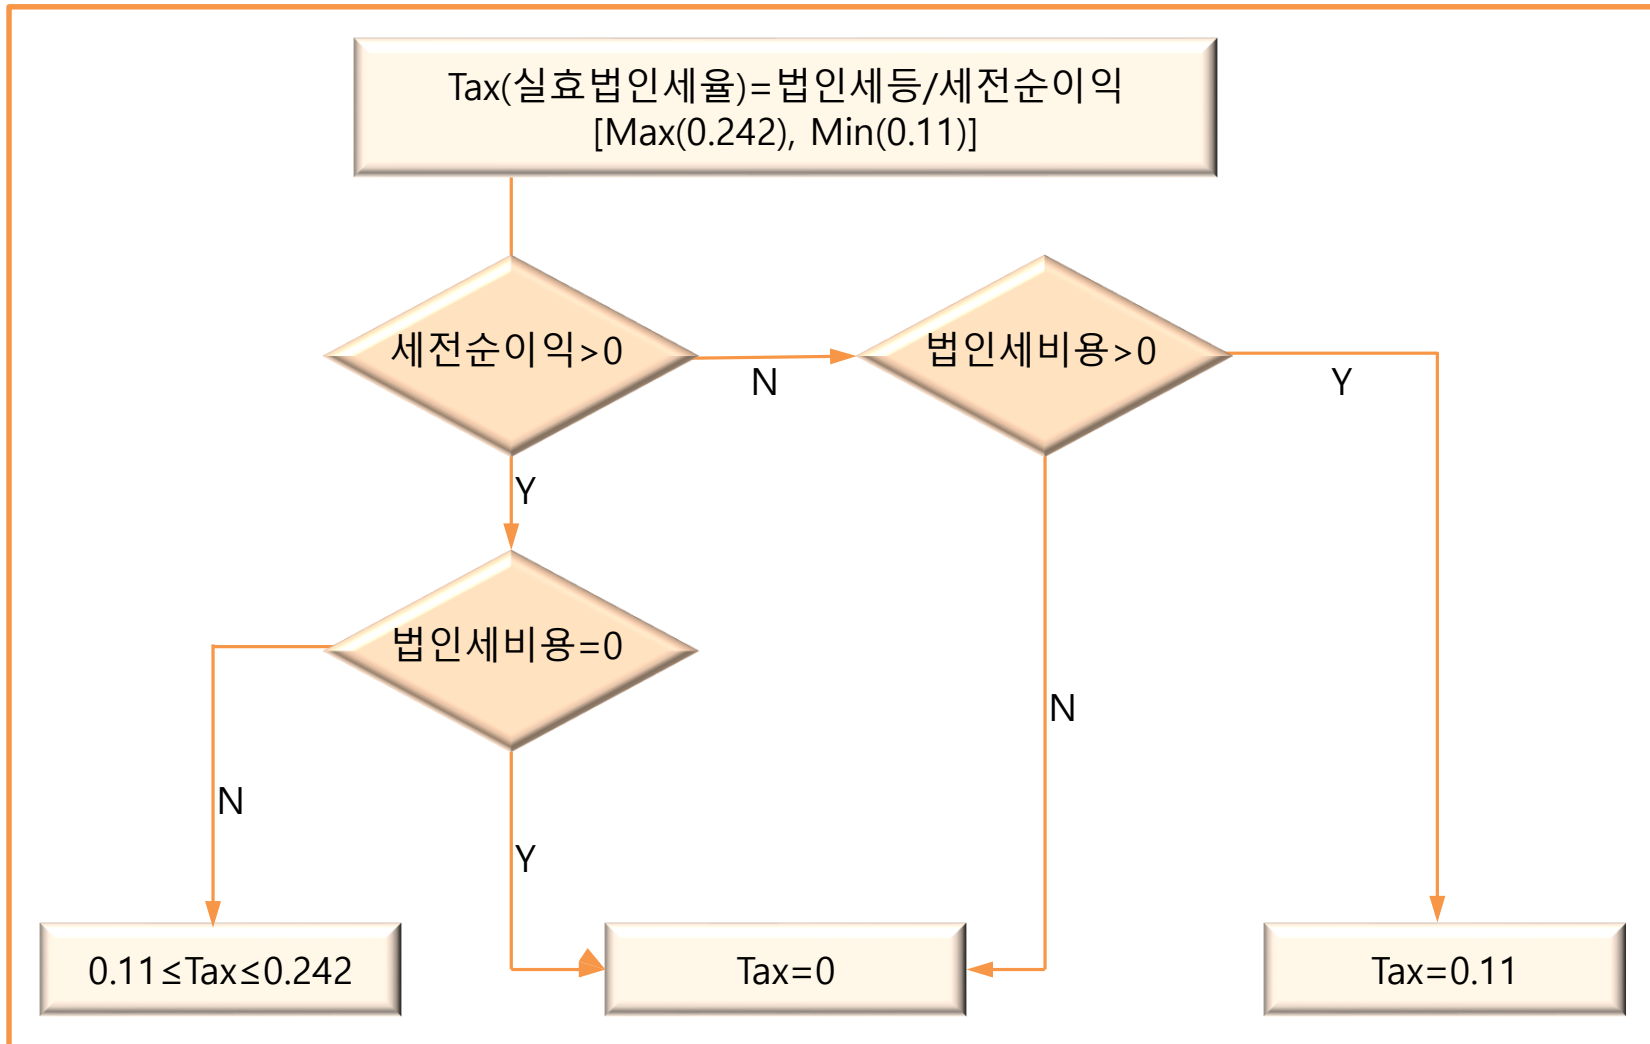 Tax(실효법인세율)=법인세등/세전순이익
[Max(0.242), Min(0.11)]
세전순이익>0
N
법인세비용>0
Y
Y
법인세비용=0
N
N
Y
0.11≤Tax≤0.242
Tax=0
Tax=0.11